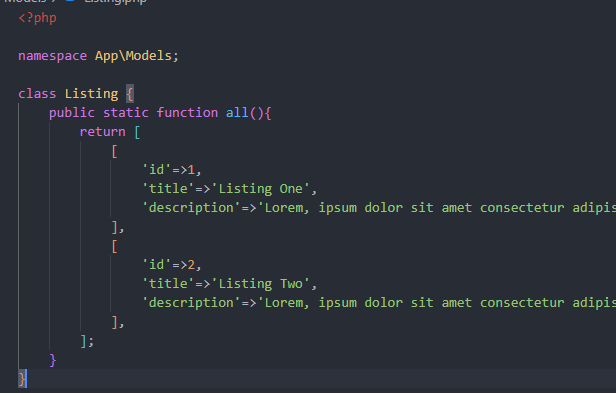 Models > Listing.php
<?php
namespace App\Models;
class Listing {
public static function all(){
return [
[
'id'=>1,
'title'=>'Listing One',
'description'=>'Lorem, ipsum dolor sit amet consectetur adipis
],
[
'id'=>2,
'title'=>'Listing Two',
'description'=>'Lorem, ipsum dolor sit amet consectetur adipis
],
];
}
}